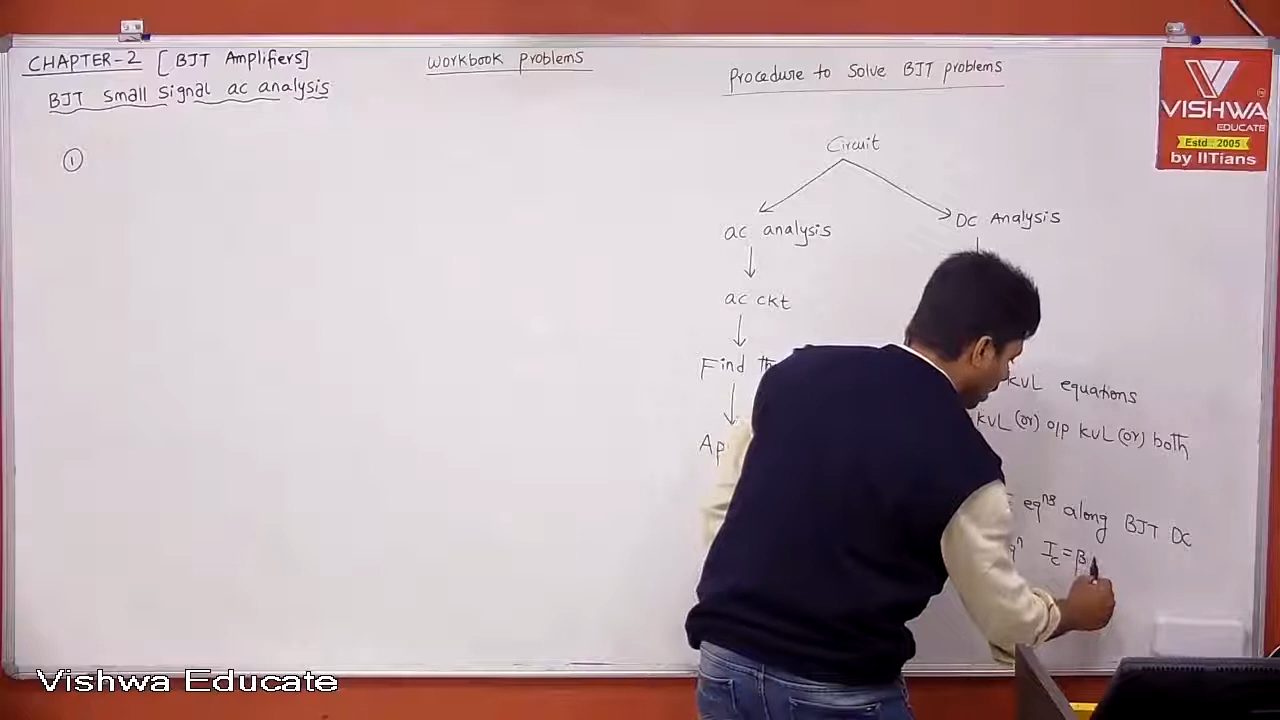 CHAPTER-2 [BJT Amplifiers]
BJT small signal ac analysis
①
Workbook problems
Procedure to solve BJT problems
Circuit
ac analysis
ac ckt
Find
DC Analysis
KVL equations
KVL (or) o/p KVL (or) both
eqns along BJT DC
Ic = β
VISHWA
EDUCATE
Estd : 2005
by IITians
Vishwa Educate